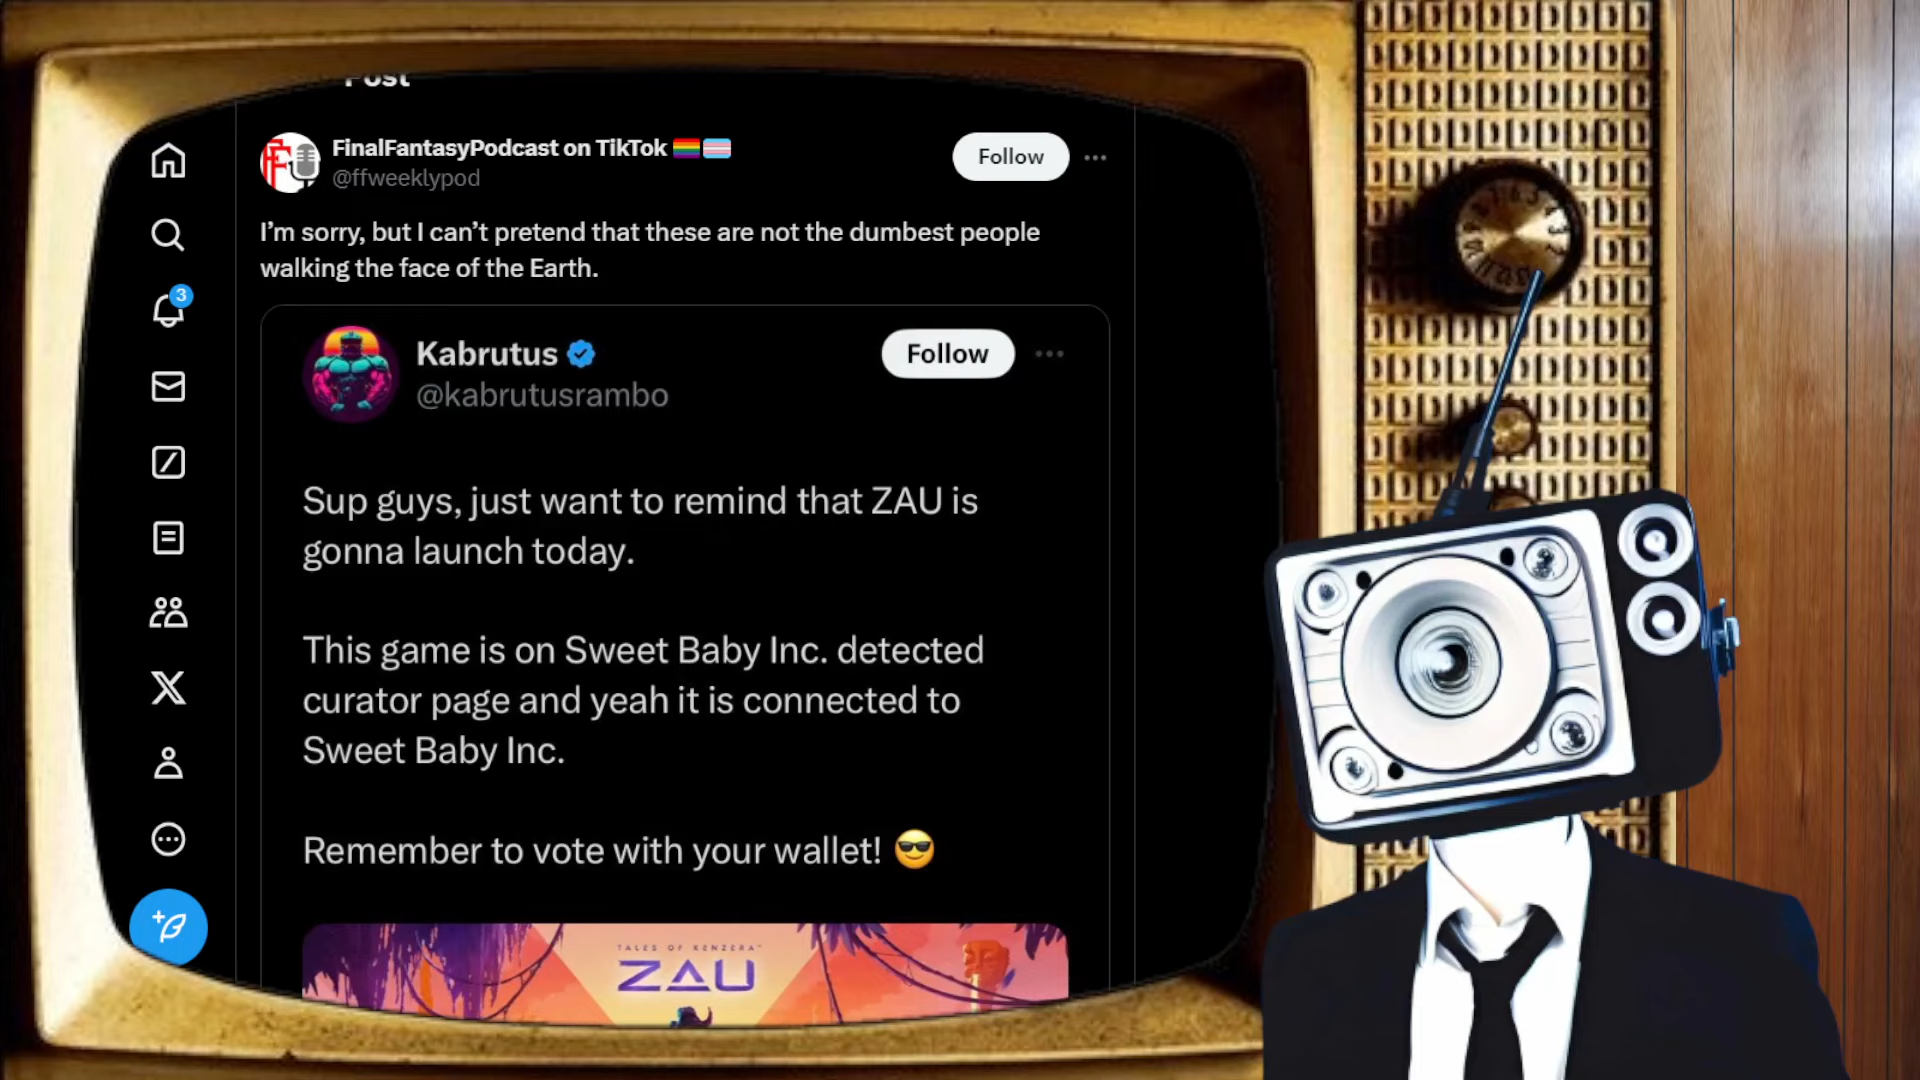 Post
FinalFantasyPodcast on TikTok 🏳️‍🌈🏳️‍⚧️
@ffweeklypod
Follow
I’m sorry, but I can’t pretend that these are not the dumbest people
walking the face of the Earth.
3
Kabrutus
@kabrutusrambo
Follow
Sup guys, just want to remind that ZAU is
gonna launch today.
This game is on Sweet Baby Inc. detected
curator page and yeah it is connected to
Sweet Baby Inc.
Remember to vote with your wallet! 😎
TALES OF KENZERA™
ZAU